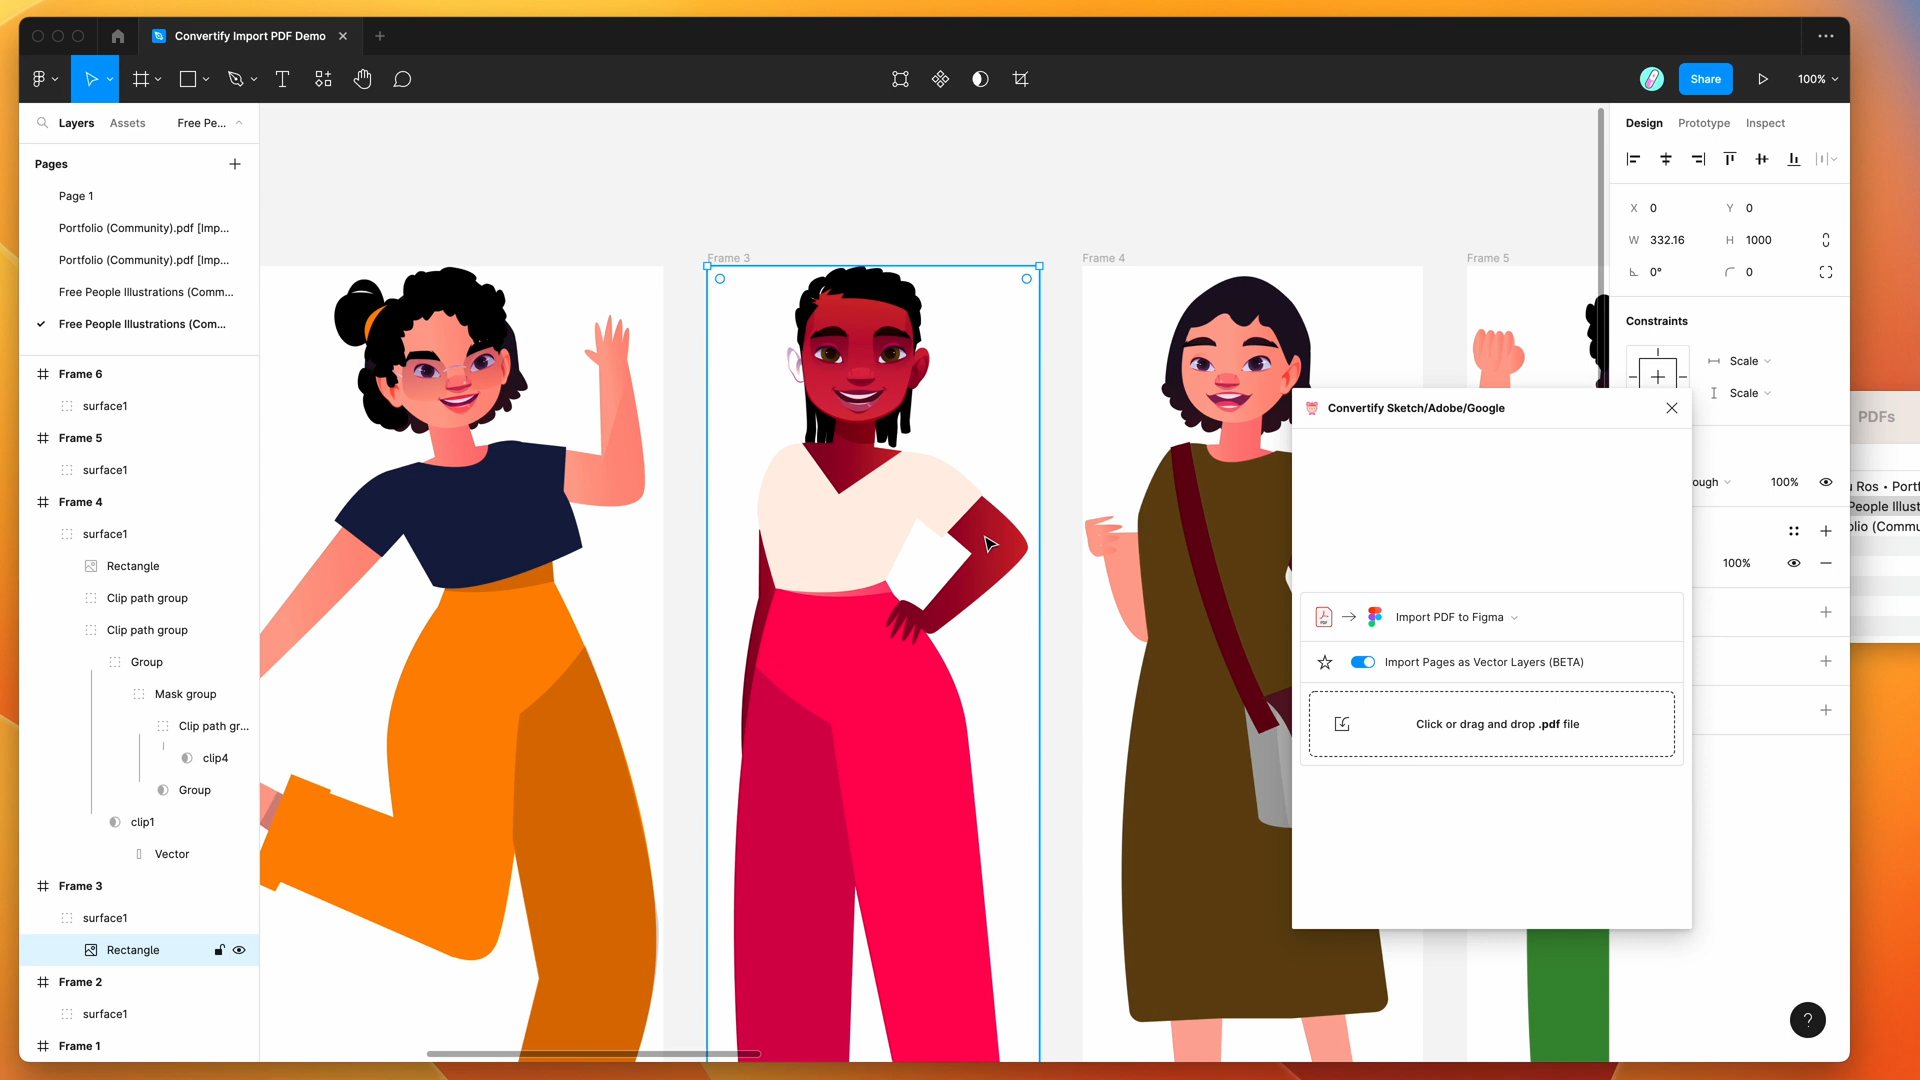 Convertify Import PDF Demo
Share
100%
Layers
Assets
Free Pe...
Design
Prototype
Inspect
Pages
Page 1
Portfolio (Community).pdf [Imp...
Portfolio (Community).pdf [Imp...
Free People Illustrations (Comm...
Free People Illustrations (Com...
Frame 6
surface1
Frame 5
surface1
Frame 4
surface1
Rectangle
Clip path group
Clip path group
Group
Mask group
Clip path gr...
clip4
Group
clip1
Vector
Frame 3
surface1
Rectangle
Frame 2
surface1
Frame 1
Frame 3
Frame 4
Frame 5
X 0
Y 0
W 332.16
H 1000
0°
0
Constraints
Scale
Scale
ough
100%
100%
Convertify Sketch/Adobe/Google
PDF
Import PDF to Figma
Import Pages as Vector Layers (BETA)
Click or drag and drop .pdf file
PDFs
u Ros • Portf
People Illust
olio (Commu
?